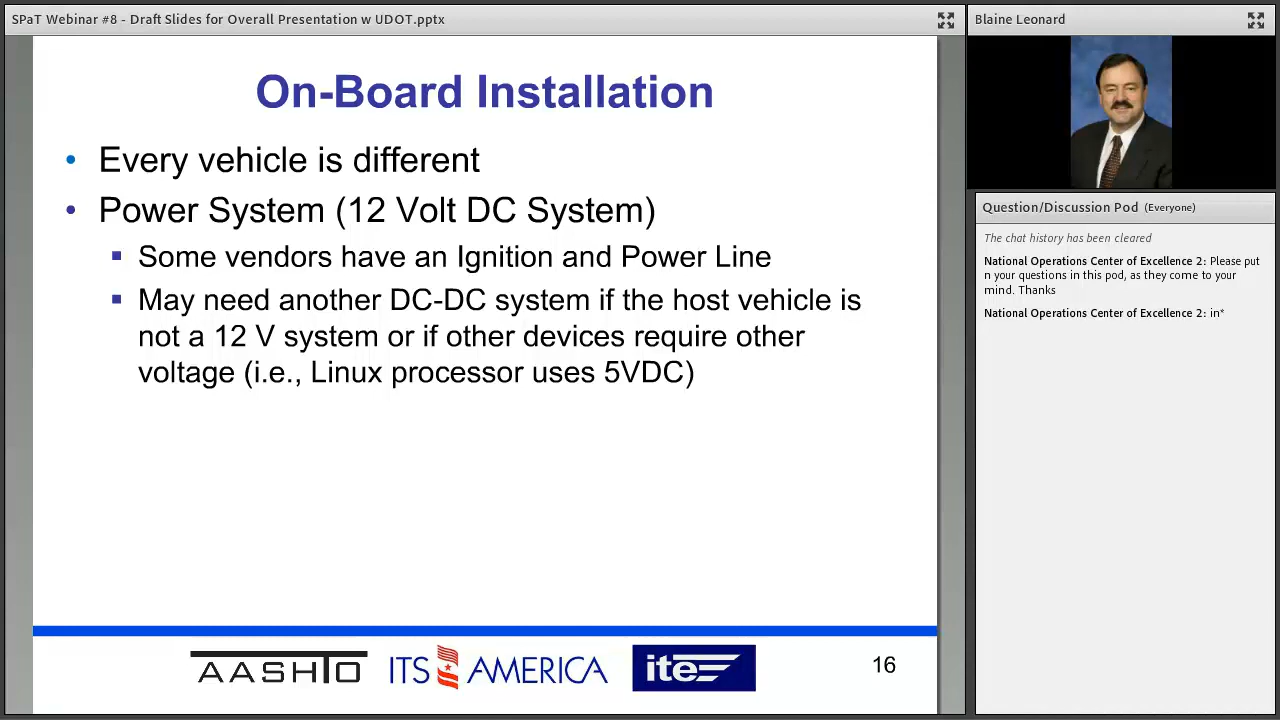 SPaT Webinar #8 - Draft Slides for Overall Presentation w UDOT.pptx
On-Board Installation
• Every vehicle is different
• Power System (12 Volt DC System)
▪ Some vendors have an Ignition and Power Line
▪ May need another DC-DC system if the host vehicle is
not a 12 V system or if other devices require other
voltage (i.e., Linux processor uses 5VDC)
AASHTO
ITS AMERICA
ite
16
Blaine Leonard
Question/Discussion Pod (Everyone)
The chat history has been cleared
National Operations Center of Excellence 2: Please put
n your questions in this pod, as they come to your
mind. Thanks
National Operations Center of Excellence 2: in*